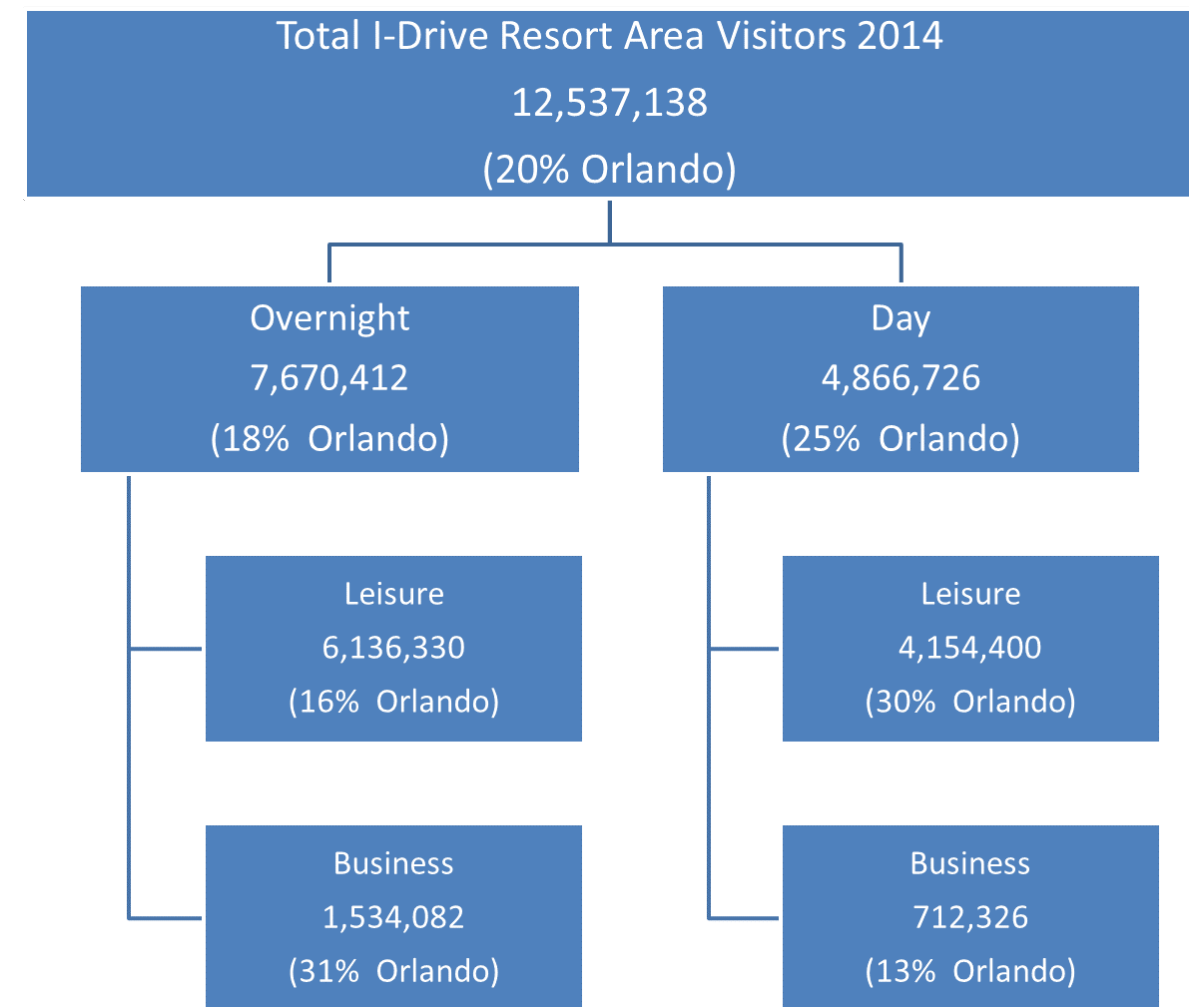 Total I-Drive Resort Area Visitors 2014
12,537,138
(20% Orlando)
Overnight
7,670,412
(18%  Orlando)
Day
4,866,726
(25%  Orlando)
Leisure
6,136,330
(16%  Orlando)
Leisure
4,154,400
(30%  Orlando)
Business
1,534,082
(31%  Orlando)
Business
712,326
(13%  Orlando)